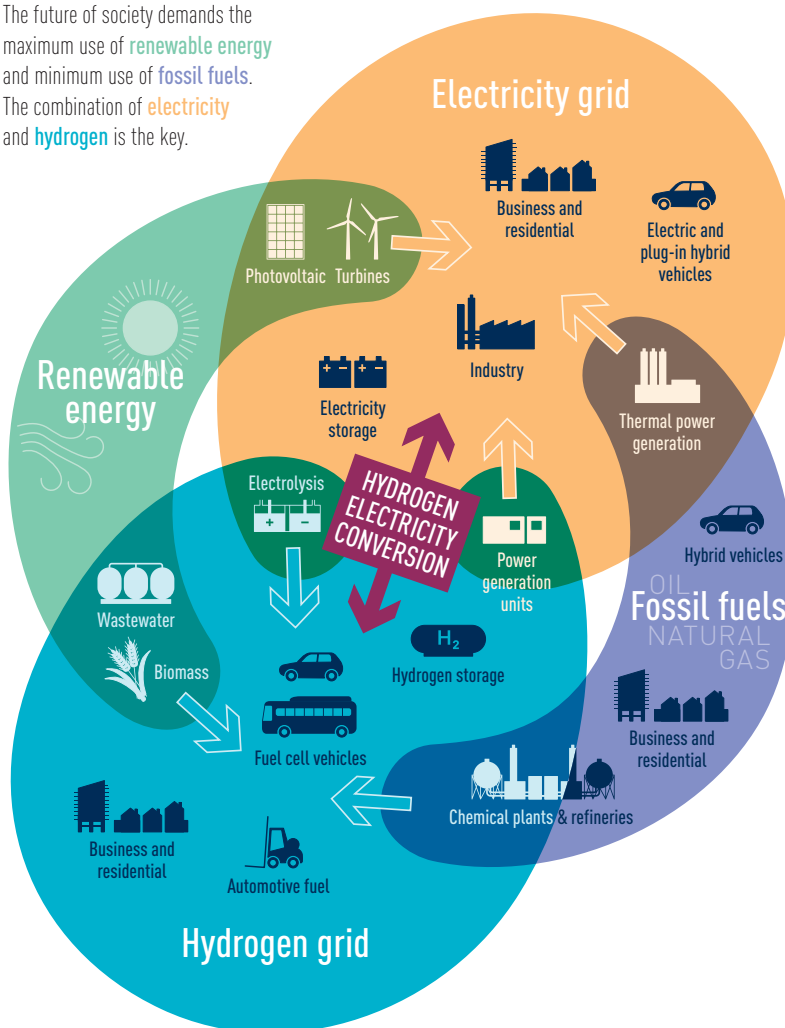 The future of society demands the
maximum use of renewable energy
and minimum use of fossil fuels.
The combination of electricity
and hydrogen is the key.
Electricity grid
Business and
residential
Electric and
plug-in hybrid
vehicles
Photovoltaic
Turbines
Renewable
energy
Industry
Electricity
storage
Thermal power
generation
Electrolysis
+ −
HYDROGEN
ELECTRICITY
CONVERSION
Power
generation
units
Hybrid vehicles
OIL
Fossil fuels
NATURAL
GAS
Wastewater
Biomass
H₂
Hydrogen storage
Fuel cell vehicles
Business and
residential
Chemical plants & refineries
Business and
residential
Automotive fuel
Hydrogen grid